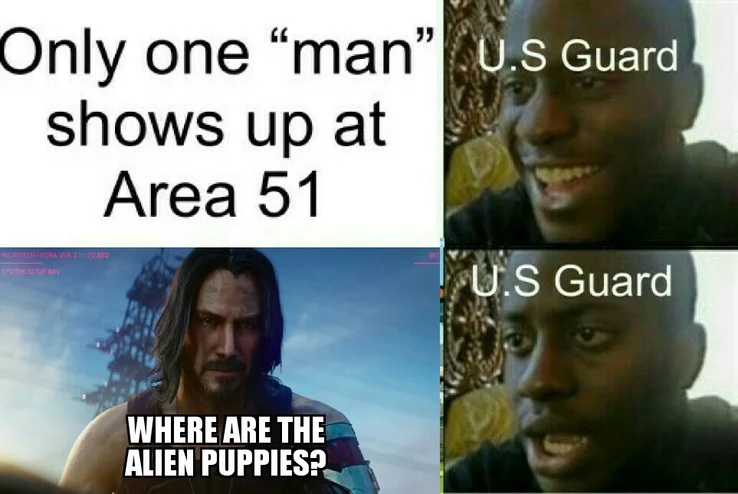 Only one “man”
shows up at
Area 51
U.S Guard
WHERE ARE THE
ALIEN PUPPIES?
U.S Guard